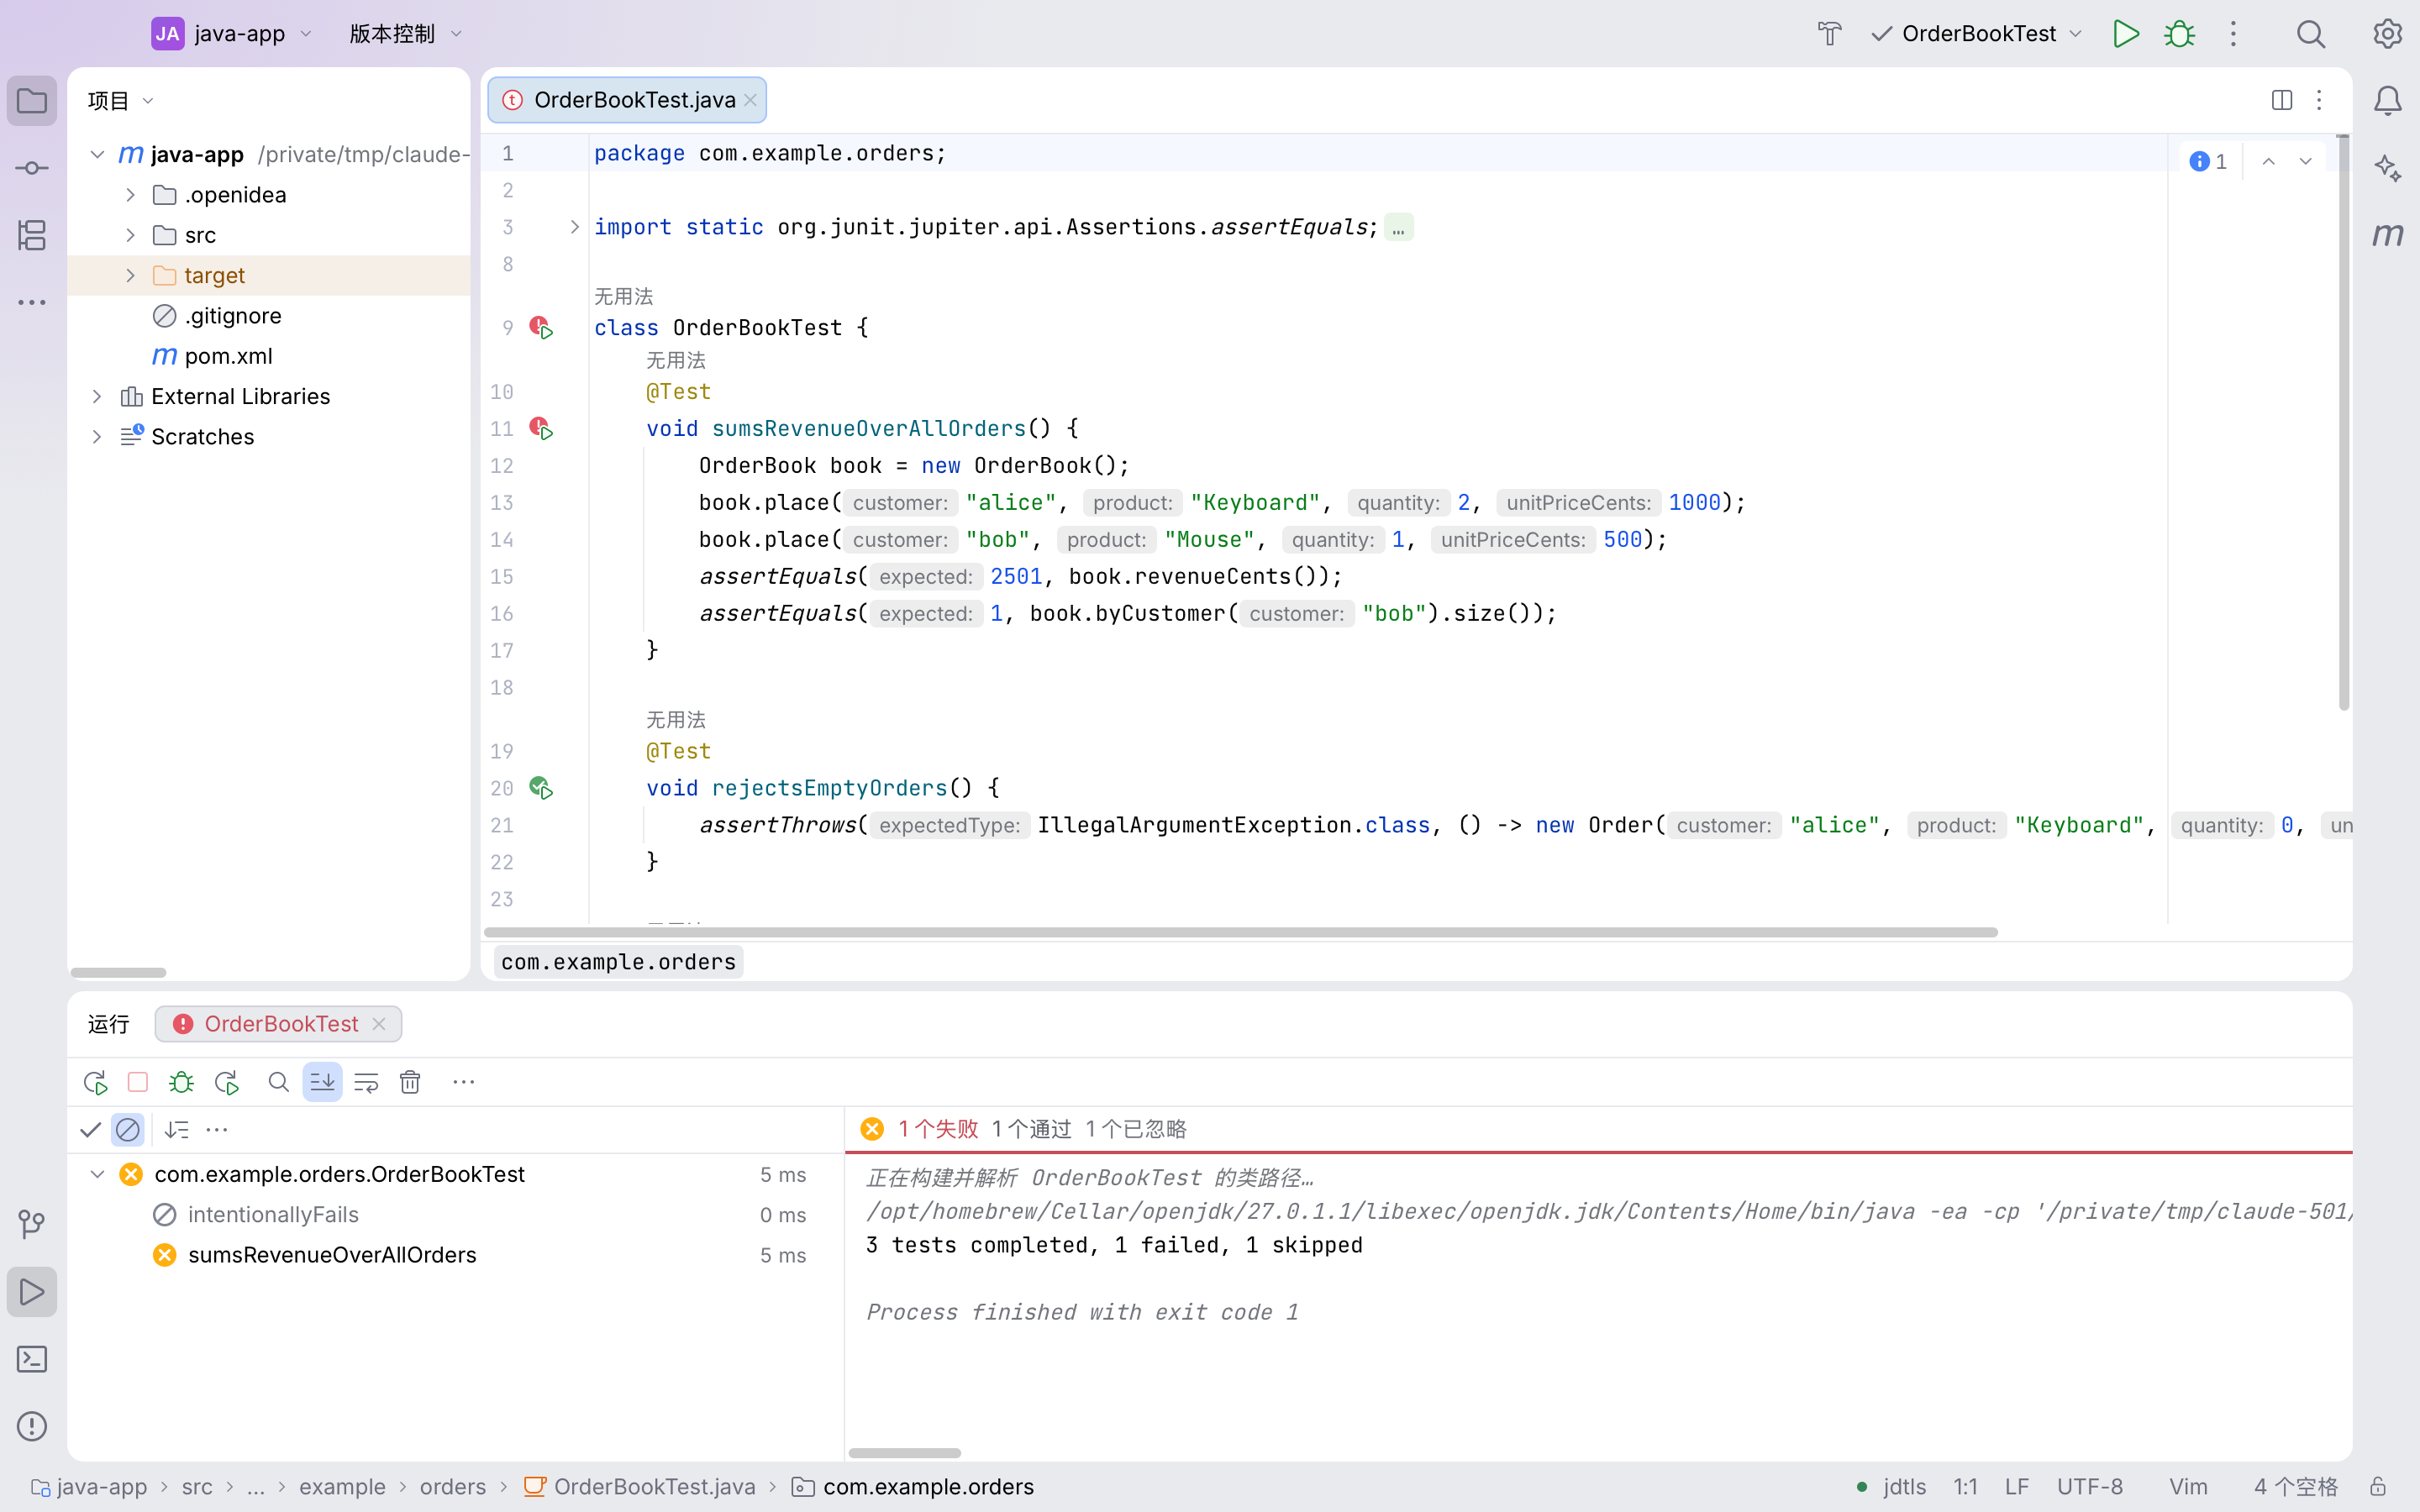 JA java-app 版本控制 OrderBookTest
项目
OrderBookTest.java
java-app /private/tmp/claude-
.openidea
src
target
.gitignore
pom.xml
External Libraries
Scratches
1 package com.example.orders;
1
2
3 import static org.junit.jupiter.api.Assertions.assertEquals;…
8
无用法
9 class OrderBookTest {
无用法
10 @Test
11 void sumsRevenueOverAllOrders() {
12 OrderBook book = new OrderBook();
13 book.place( customer: "alice", product: "Keyboard", quantity: 2, unitPriceCents: 1000);
14 book.place( customer: "bob", product: "Mouse", quantity: 1, unitPriceCents: 500);
15 assertEquals( expected: 2501, book.revenueCents());
16 assertEquals( expected: 1, book.byCustomer( customer: "bob").size());
17 }
18
无用法
19 @Test
20 void rejectsEmptyOrders() {
21 assertThrows( expectedType: IllegalArgumentException.class, () -> new Order( customer: "alice", product: "Keyboard", quantity: 0, un
22 }
23
com.example.orders
运行 OrderBookTest
1 个失败 1 个通过 1 个已忽略
com.example.orders.OrderBookTest 5 ms
intentionallyFails 0 ms
sumsRevenueOverAllOrders 5 ms
正在构建并解析 OrderBookTest 的类路径…
/opt/homebrew/Cellar/openjdk/27.0.1.1/libexec/openjdk.jdk/Contents/Home/bin/java -ea -cp '/private/tmp/claude-501/
3 tests completed, 1 failed, 1 skipped
Process finished with exit code 1
java-app src ... example orders OrderBookTest.java com.example.orders jdtls 1:1 LF UTF-8 Vim 4 个空格